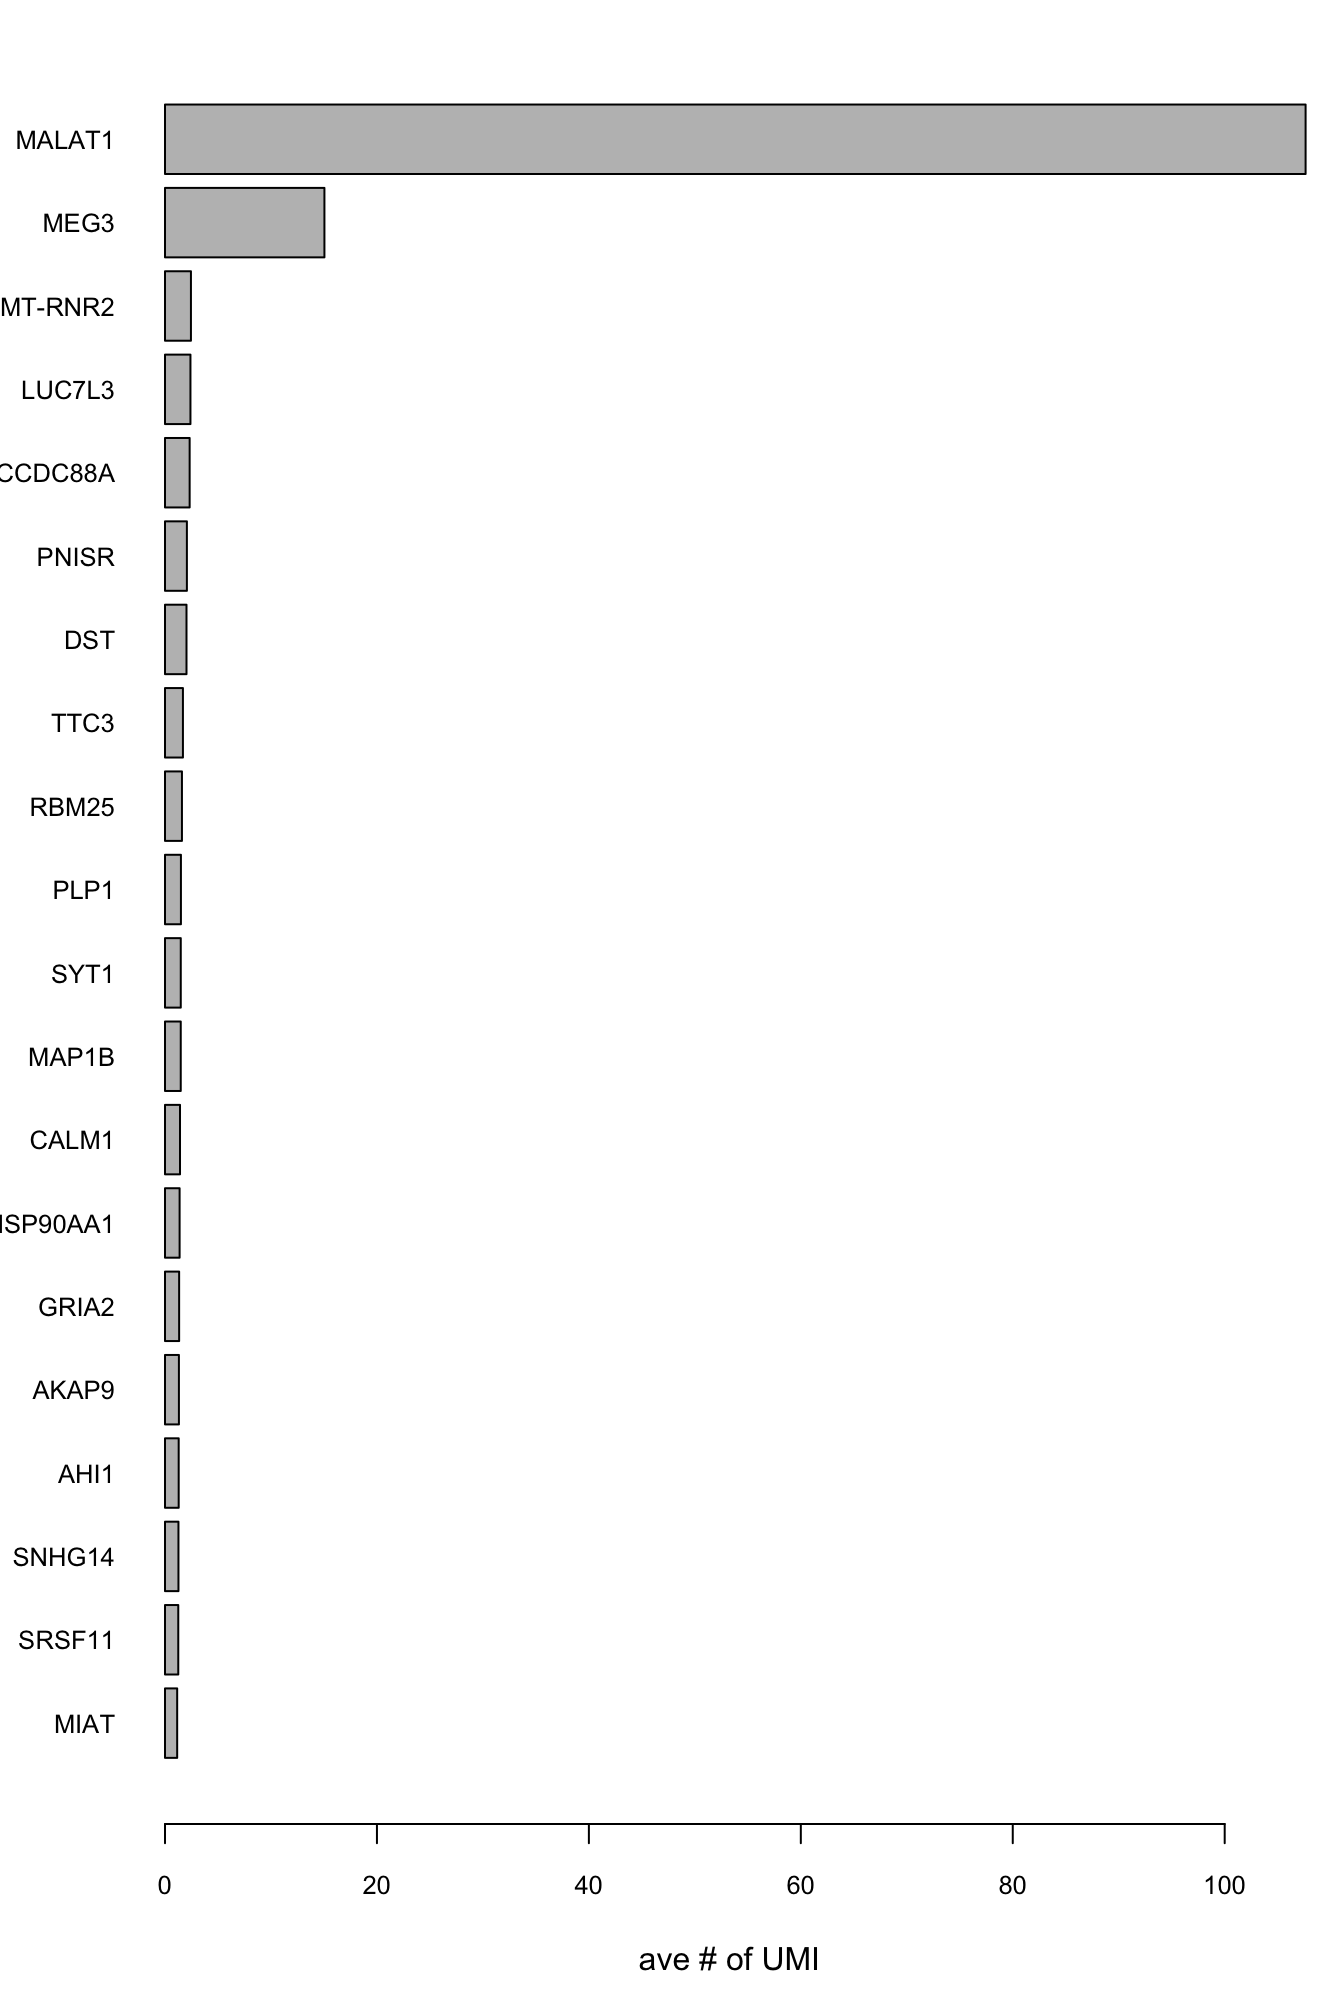 MALAT1
MEG3
MT-RNR2
LUC7L3
CCDC88A
PNISR
DST
TTC3
RBM25
PLP1
SYT1
MAP1B
CALM1
HSP90AA1
GRIA2
AKAP9
AHI1
SNHG14
SRSF11
MIAT
0 20 40 60 80 100
ave # of UMI